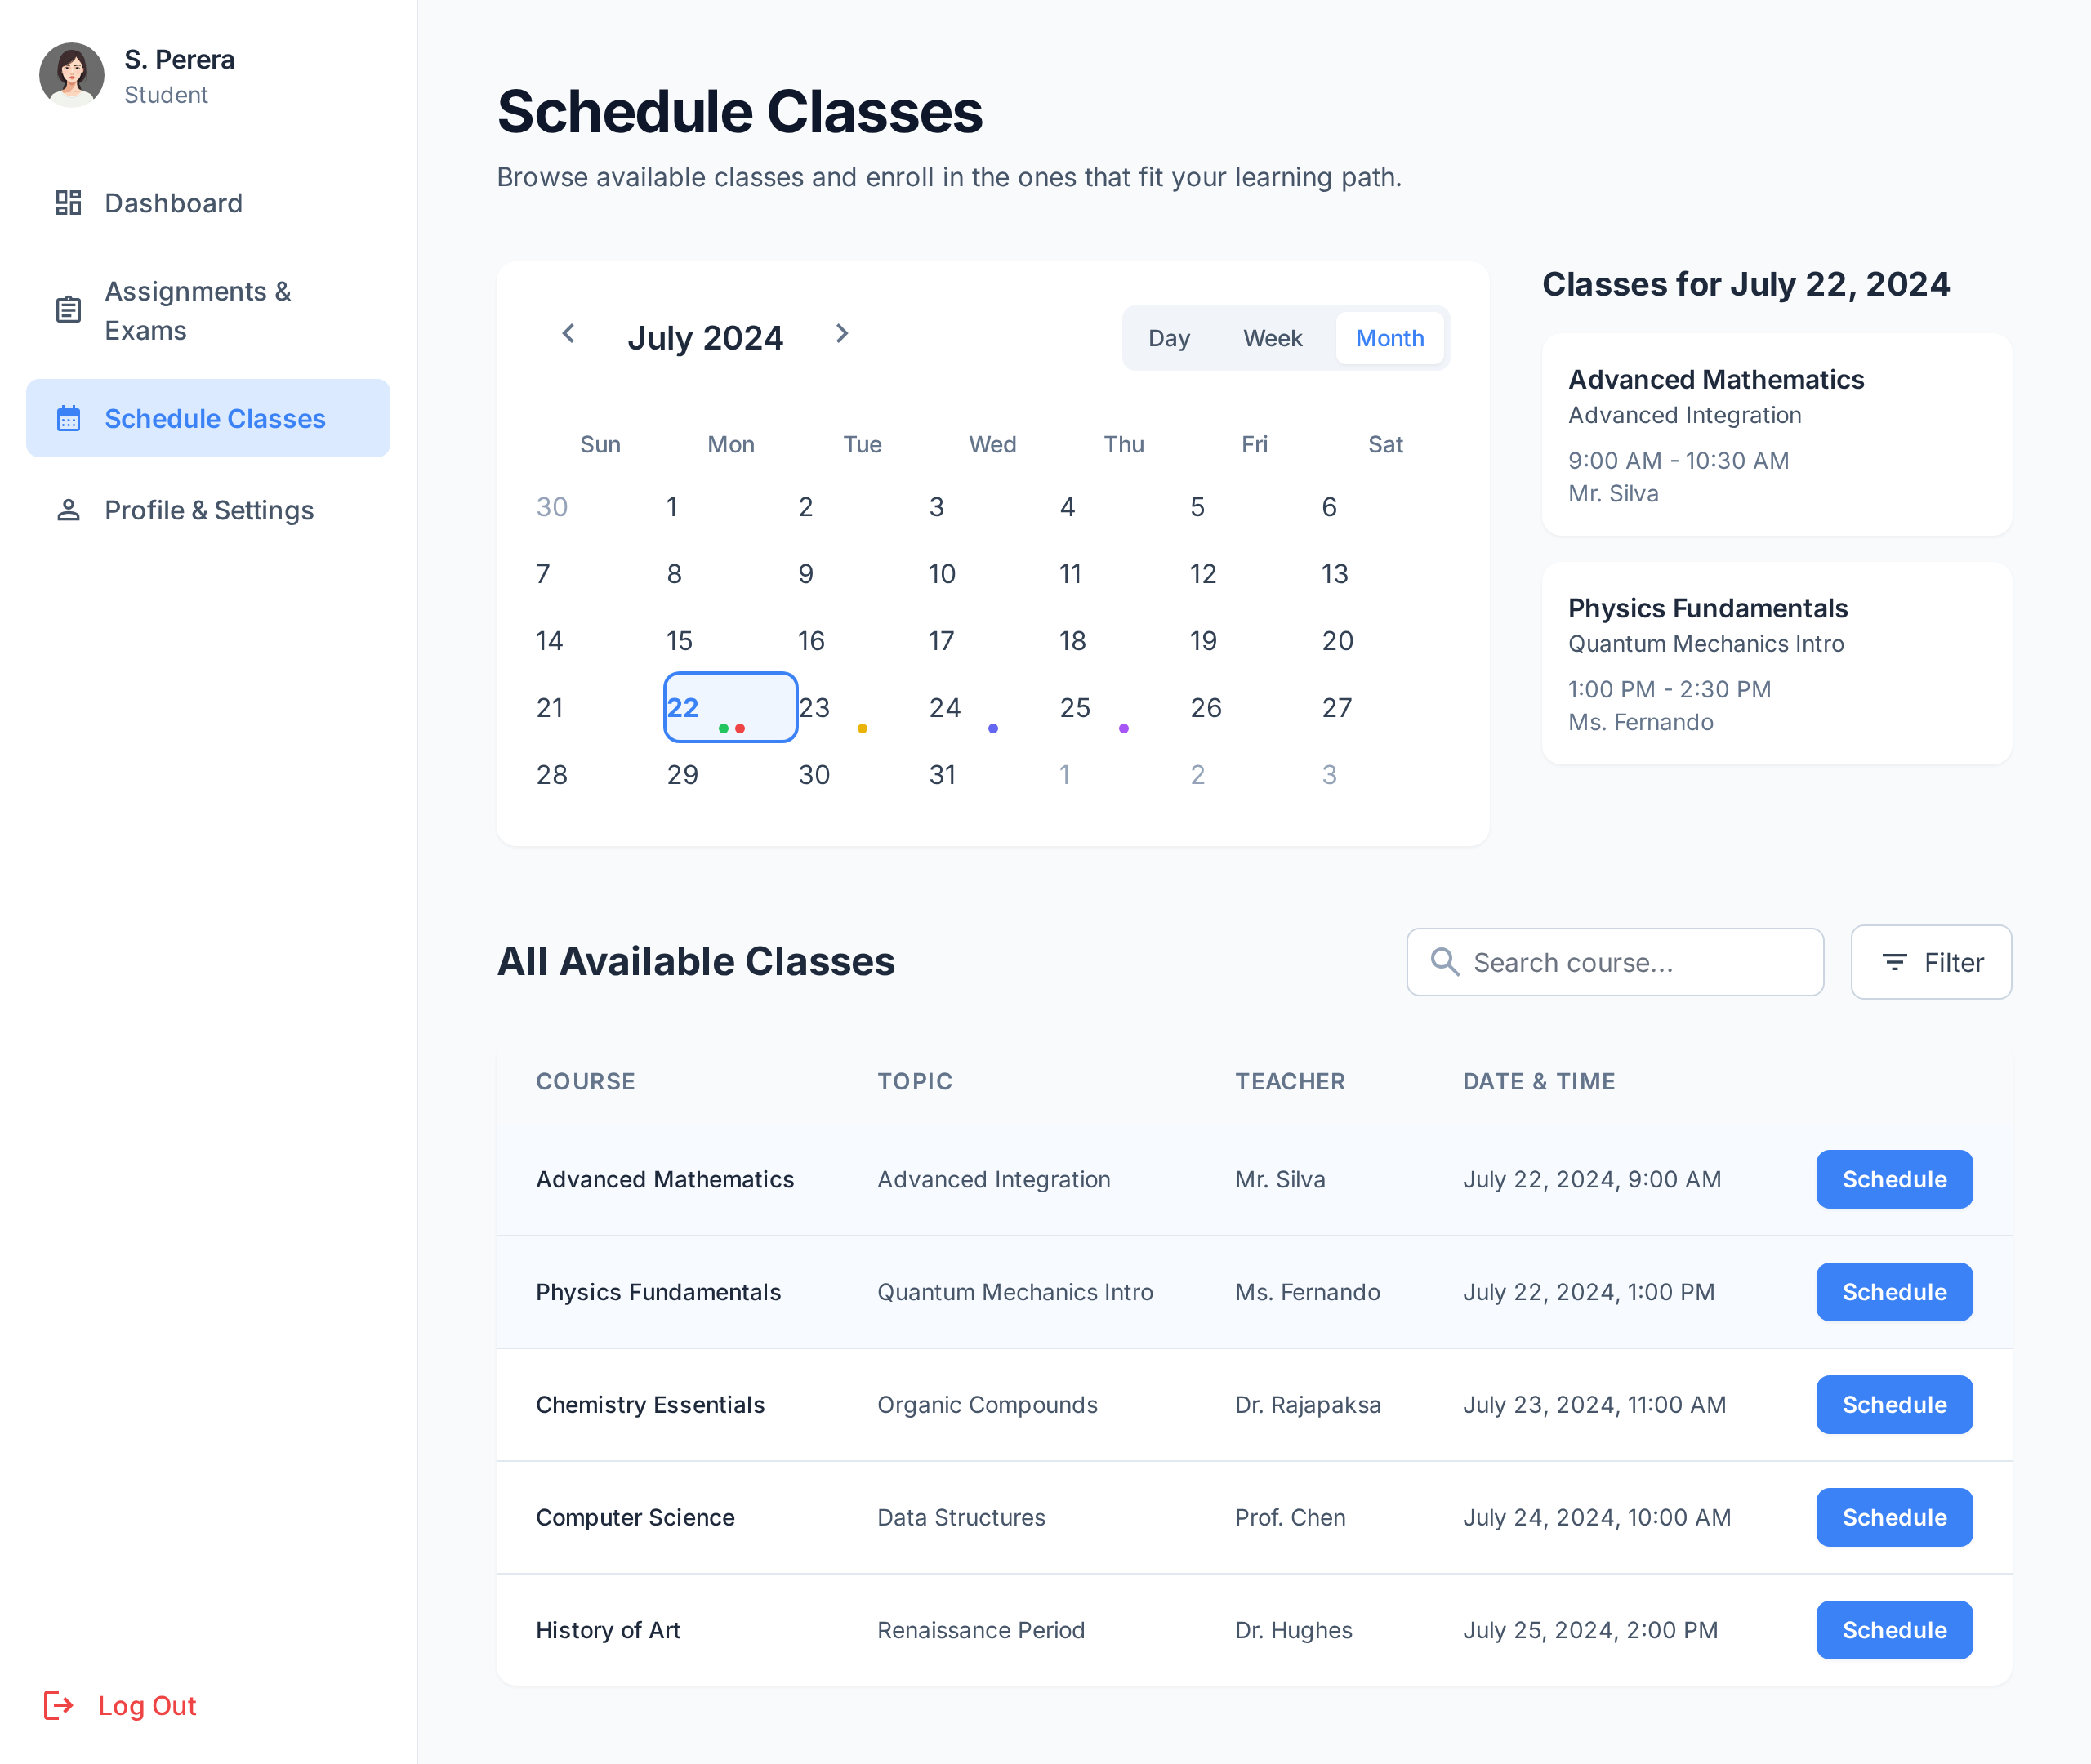 S. Perera
Student
Dashboard
Assignments &
Exams
Schedule Classes
Profile & Settings
Log Out
Schedule Classes
Browse available classes and enroll in the ones that fit your learning path.
July 2024
Day Week Month
Sun Mon Tue Wed Thu Fri Sat
30 1 2 3 4 5 6
7 8 9 10 11 12 13
14 15 16 17 18 19 20
21 22 23 24 25 26 27
28 29 30 31 1 2 3
Classes for July 22, 2024
Advanced Mathematics
Advanced Integration
9:00 AM - 10:30 AM
Mr. Silva
Physics Fundamentals
Quantum Mechanics Intro
1:00 PM - 2:30 PM
Ms. Fernando
All Available Classes
Search course...
Filter
COURSE TOPIC TEACHER DATE & TIME
Advanced Mathematics Advanced Integration Mr. Silva July 22, 2024, 9:00 AM Schedule
Physics Fundamentals Quantum Mechanics Intro Ms. Fernando July 22, 2024, 1:00 PM Schedule
Chemistry Essentials Organic Compounds Dr. Rajapaksa July 23, 2024, 11:00 AM Schedule
Computer Science Data Structures Prof. Chen July 24, 2024, 10:00 AM Schedule
History of Art Renaissance Period Dr. Hughes July 25, 2024, 2:00 PM Schedule